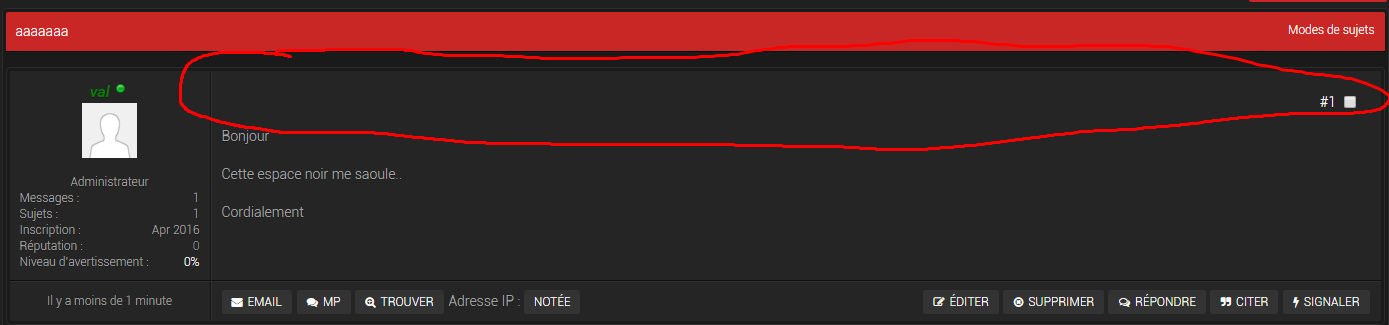 aaaaaaa Modes de sujets
val
#1
Bonjour
Cette espace noir me saoule..
Cordialement
Administrateur
Messages : 1
Sujets : 1
Inscription : Apr 2016
Réputation : 0
Niveau d'avertissement : 0%
Il y a moins de 1 minute
EMAIL MP TROUVER Adresse IP : NOTÉE ÉDITER SUPPRIMER RÉPONDRE CITER SIGNALER